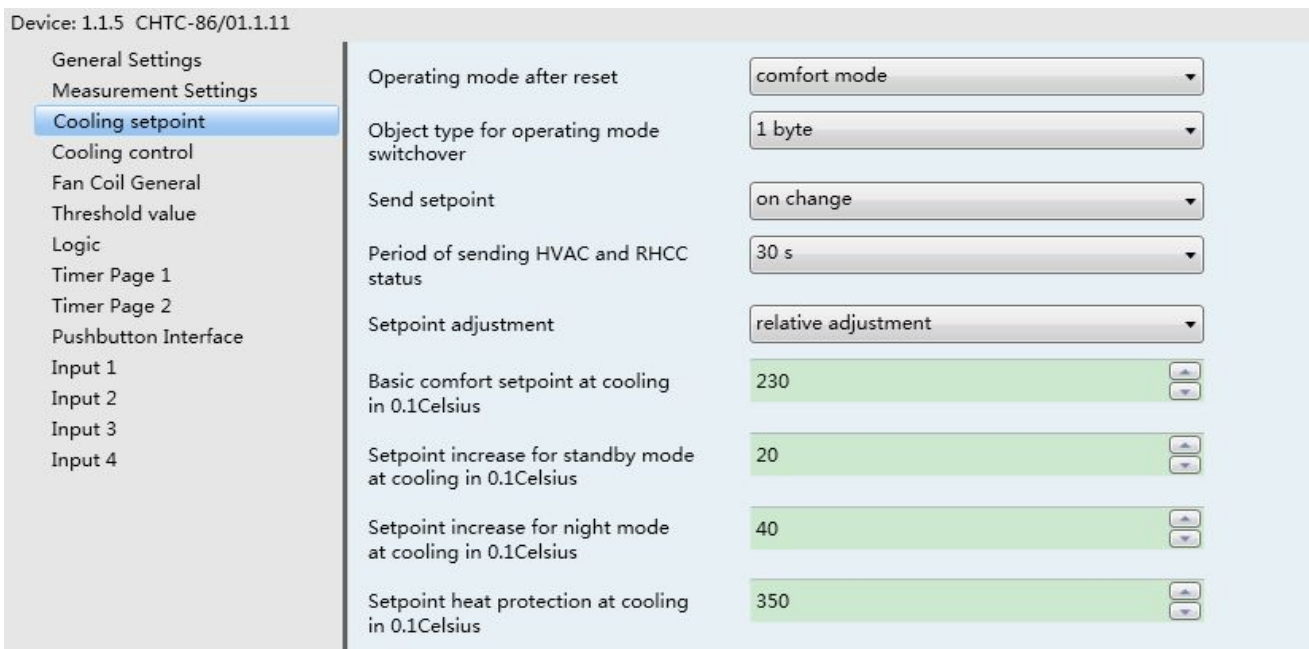 Device: 1.1.5 CHTC-86/01.1.11
General Settings
Measurement Settings
Cooling setpoint
Cooling control
Fan Coil General
Threshold value
Logic
Timer Page 1
Timer Page 2
Pushbutton Interface
Input 1
Input 2
Input 3
Input 4
Operating mode after reset
comfort mode
Object type for operating mode
switchover
1 byte
Send setpoint
on change
Period of sending HVAC and RHCC
status
30 s
Setpoint adjustment
relative adjustment
Basic comfort setpoint at cooling
in 0.1Celsius
230
Setpoint increase for standby mode
at cooling in 0.1Celsius
20
Setpoint increase for night mode
at cooling in 0.1Celsius
40
Setpoint heat protection at cooling
in 0.1Celsius
350